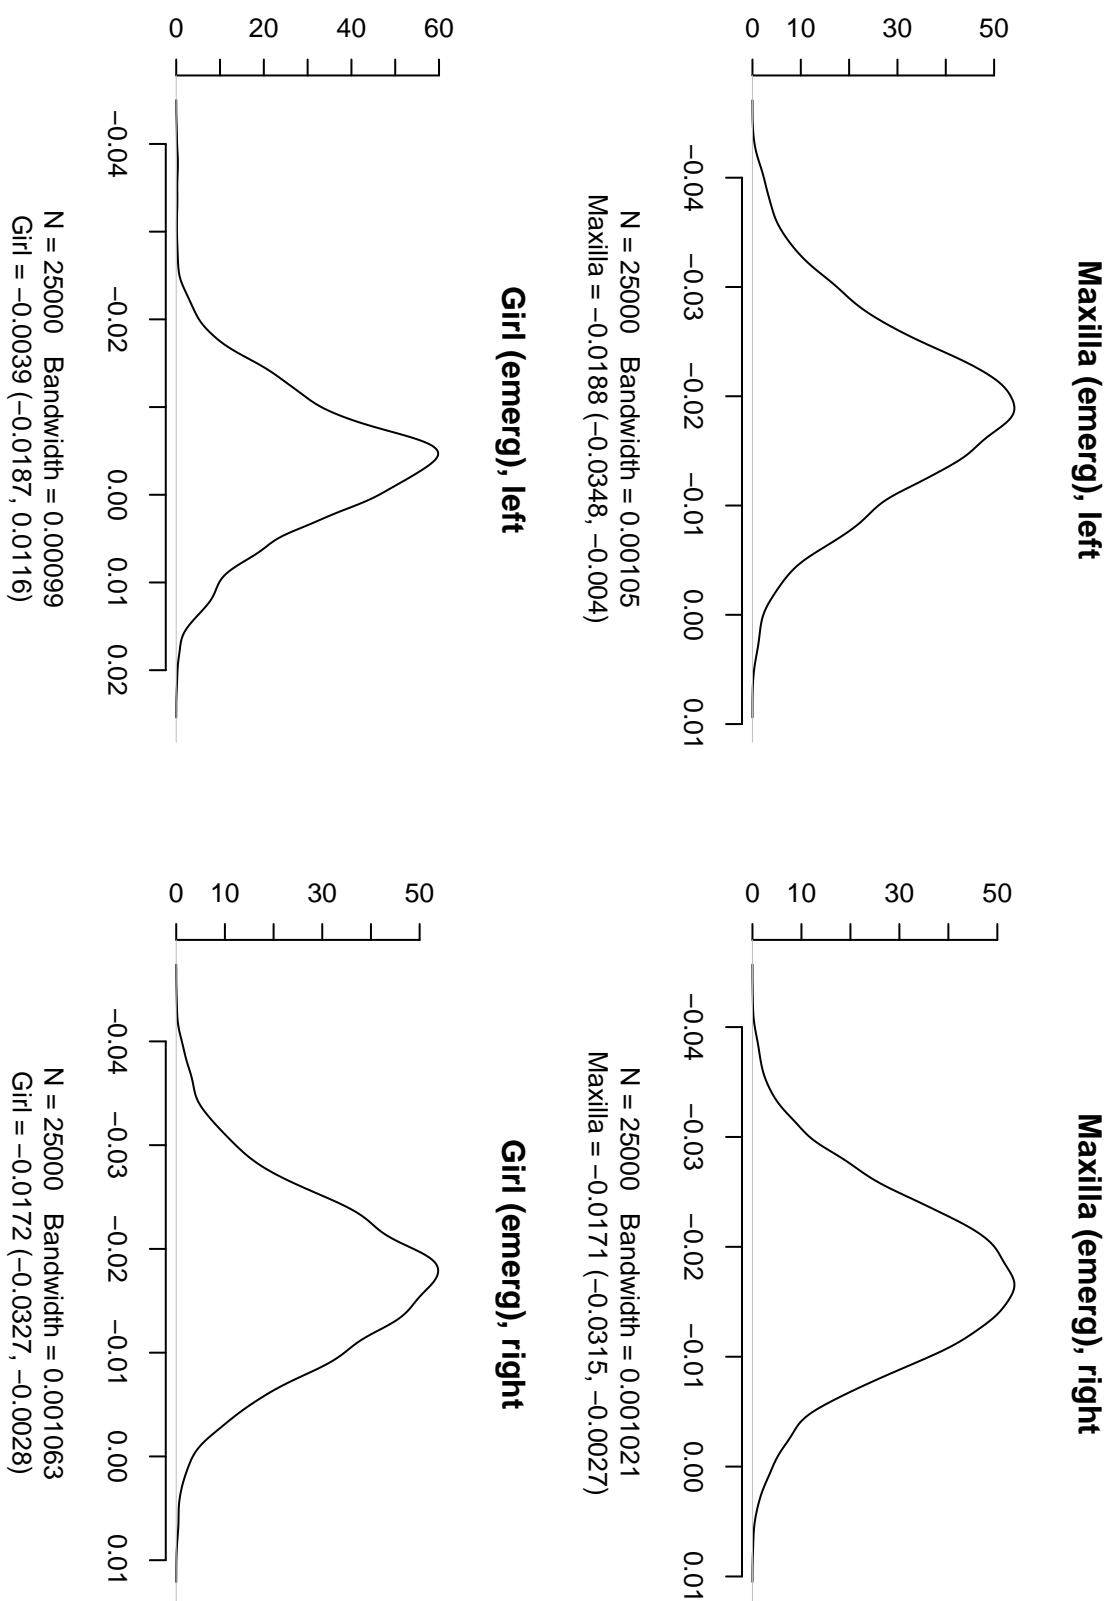 Maxilla (emerg), left
0 10 30 50
−0.04 −0.03 −0.02 −0.01 0.00 0.01
N = 25000 Bandwidth = 0.00105
Maxilla = −0.0188 (−0.0348, −0.004)
Maxilla (emerg), right
0 10 30 50
−0.04 −0.03 −0.02 −0.01 0.00 0.01
N = 25000 Bandwidth = 0.001021
Maxilla = −0.0171 (−0.0315, −0.0027)
Girl (emerg), left
0 20 40 60
−0.04 −0.02 0.00 0.01 0.02
N = 25000 Bandwidth = 0.00099
Girl = −0.0039 (−0.0187, 0.0116)
Girl (emerg), right
0 10 30 50
−0.04 −0.03 −0.02 −0.01 0.00 0.01
N = 25000 Bandwidth = 0.001063
Girl = −0.0172 (−0.0327, −0.0028)